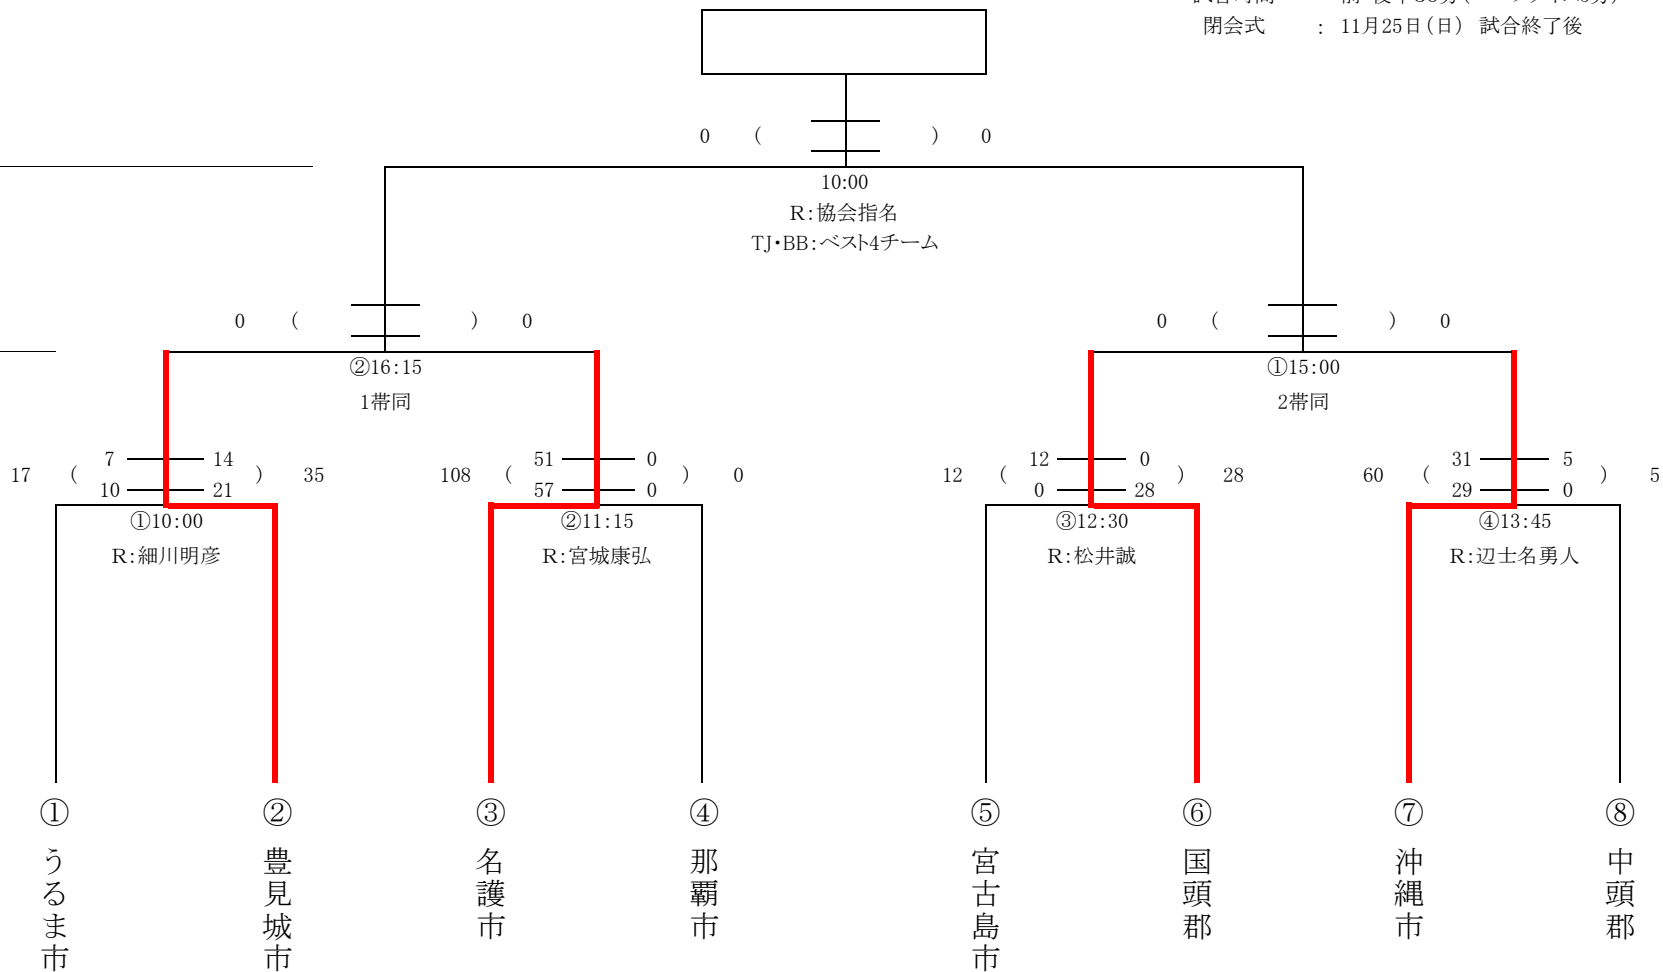 閉会式 : 11月25日(日) 試合終了後
0 ( ) 0
10:00
R:協会指名
TJ・BB:ベスト4チーム
0 ( ) 0
0 ( ) 0
②16:15
1帯同
①15:00
2帯同
7 14
17 ( ) 35
10 21
①10:00
R:細川明彦
51 0
108 ( ) 0
57 0
②11:15
R:宮城康弘
12 0
12 ( ) 28
0 28
③12:30
R:松井誠
31 5
60 ( ) 5
29 0
④13:45
R:辺士名勇人
① うるま市
② 豊見城市
③ 名護市
④ 那覇市
⑤ 宮古島市
⑥ 国頭郡
⑦ 沖縄市
⑧ 中頭郡